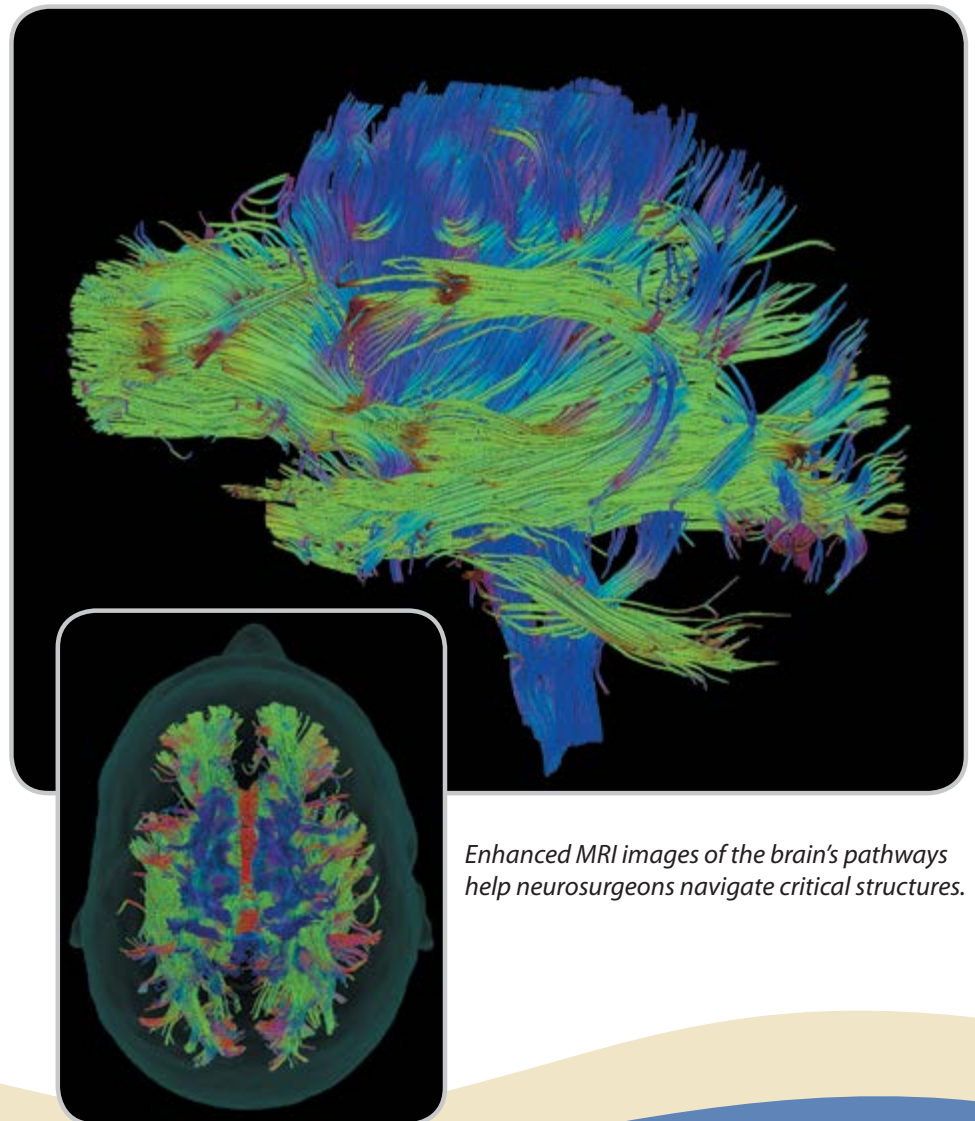 Enhanced MRI images of the brain’s pathways
help neurosurgeons navigate critical structures.